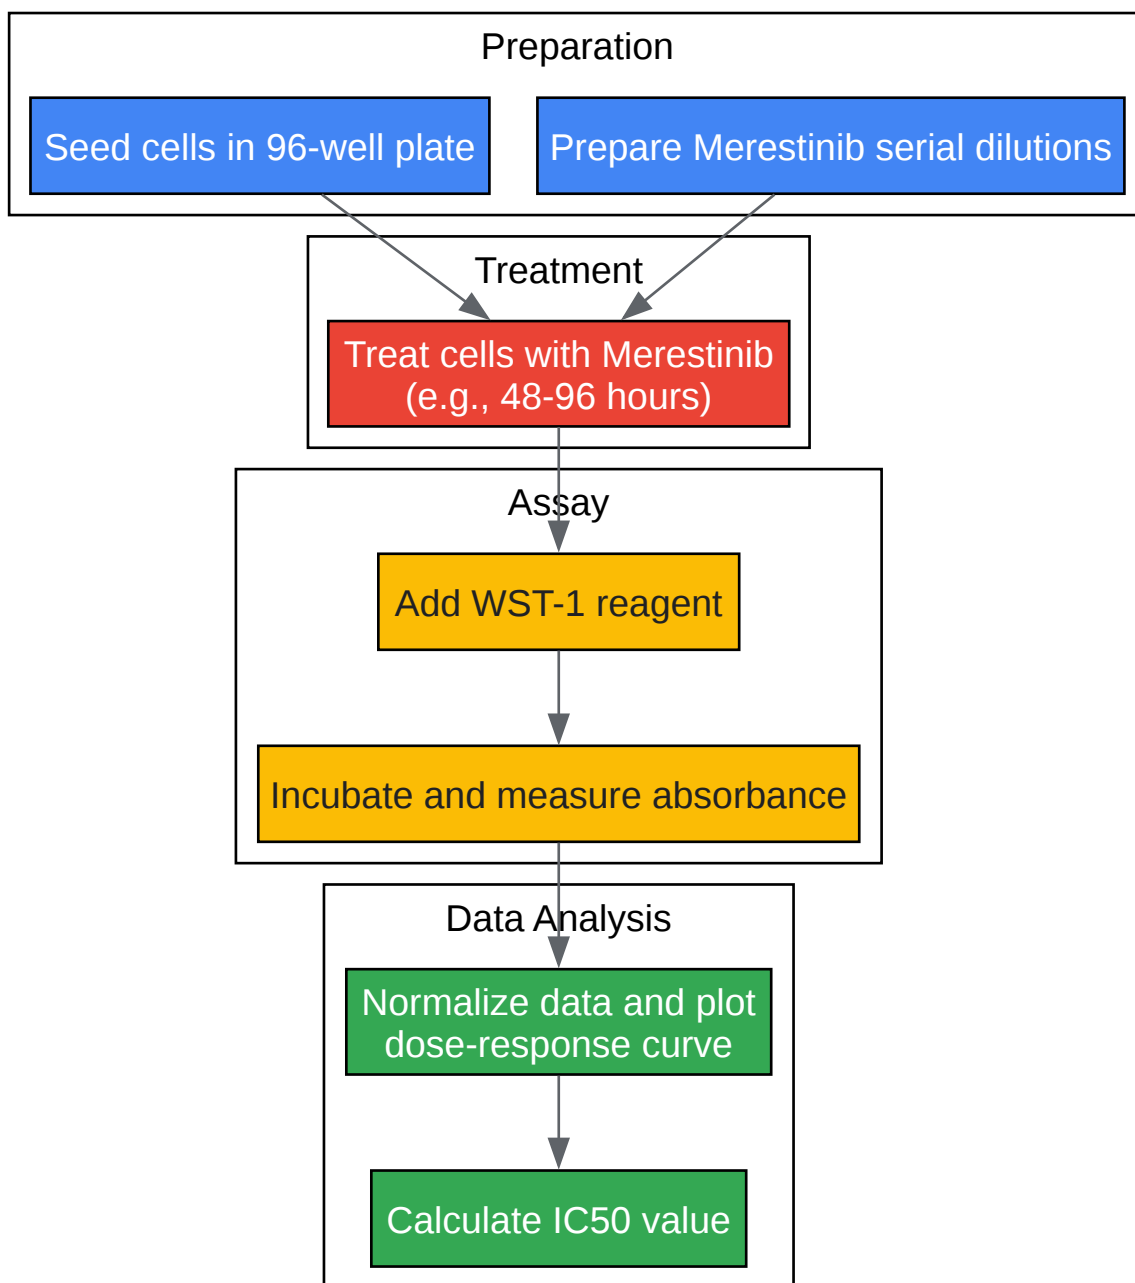 Preparation
Seed cells in 96-well plate
Prepare Merestinib serial dilutions
Treatment
Treat cells with Merestinib
(e.g., 48-96 hours)
Assay
Add WST-1 reagent
Incubate and measure absorbance
Data Analysis
Normalize data and plot
dose-response curve
Calculate IC50 value